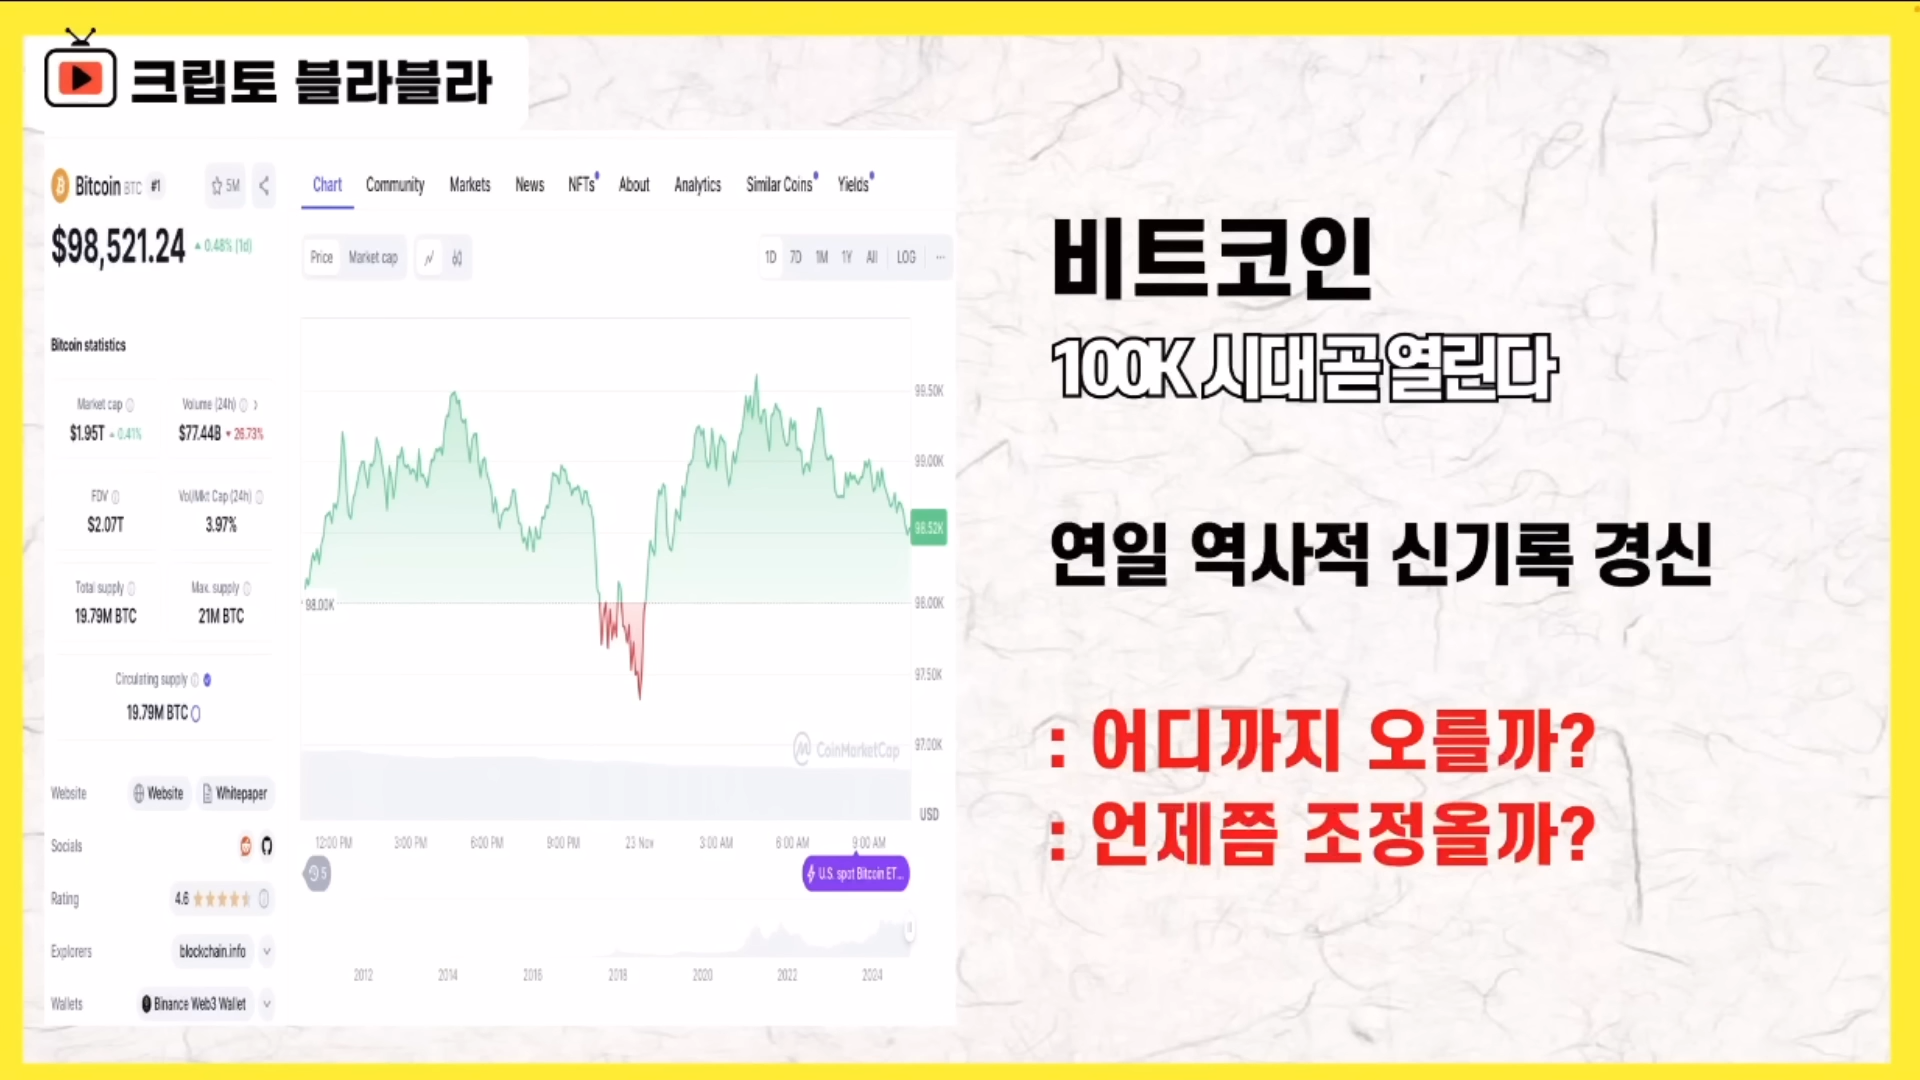 크립토 블라블라
Bitcoin BTC #1
5M
$98,521.24
0.48% (1d)
Bitcoin statistics
Market cap
$1.95T 0.41%
Volume (24h)
$77.44B 26.73%
FDV
$2.07T
Vol/Mkt Cap (24h)
3.97%
Total supply
19.79M BTC
Max. supply
21M BTC
Circulating supply
19.79M BTC
Website
Website
Whitepaper
Socials
Rating
4.6
Explorers
blockchain.info
Wallets
Binance Web3 Wallet
Chart Community Markets News NFTs About Analytics Similar Coins Yields
Price Market cap
1D 7D 1M 1Y All LOG ...
99.50K
99.00K
98.52K
98.00K
98.00K
97.50K
97.00K
CoinMarketCap
USD
12:00 PM 3:00 PM 6:00 PM 9:00 PM 23 Nov 3:00 AM 6:00 AM 9:00 AM
5
U.S. spot Bitcoin ET...
2012 2014 2016 2018 2020 2022 2024
비트코인
100K 시대 곧 열린다
연일 역사적 신기록 경신
: 어디까지 오를까?
: 언제쯤 조정올까?